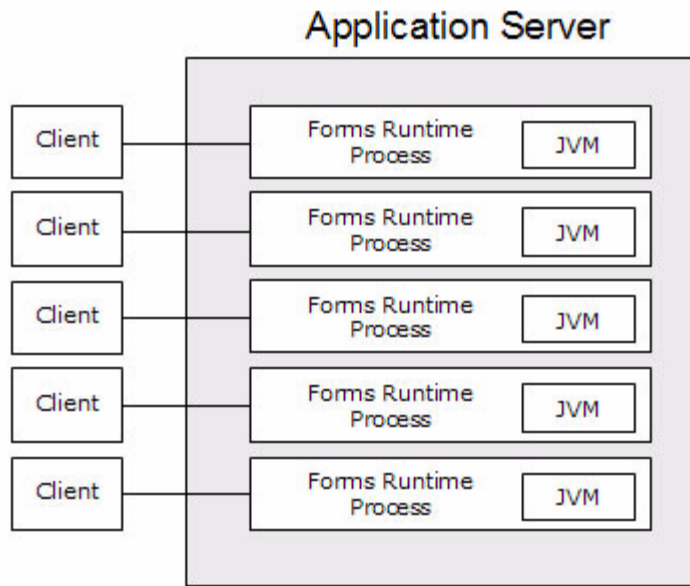 Application Server
Client
Forms Runtime
Process
JVM
Client
Forms Runtime
Process
JVM
Client
Forms Runtime
Process
JVM
Client
Forms Runtime
Process
JVM
Client
Forms Runtime
Process
JVM